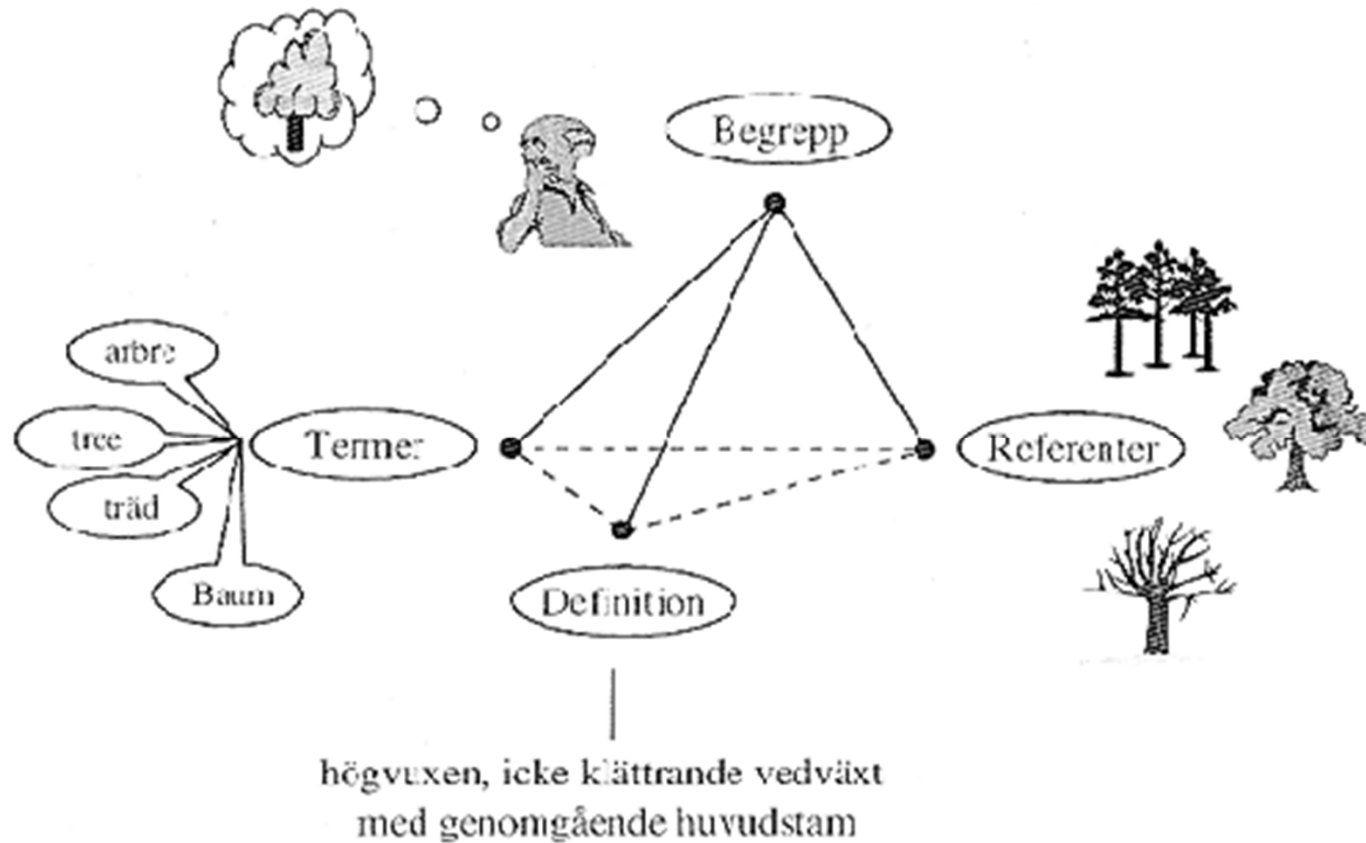 Begrepp
arbre
tree
Termer
Referenter
träd
Baum
Definition
högvuxen, icke klättrande vedväxt
med genomgående huvudstam